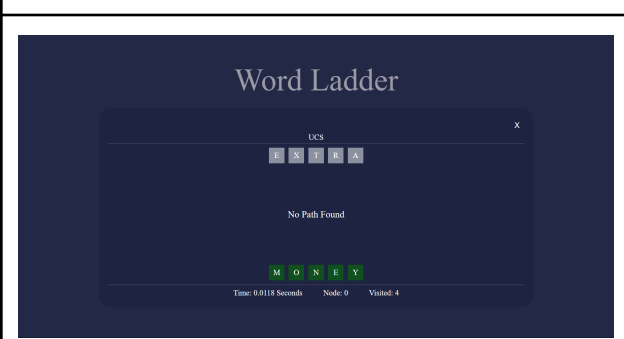 Word Ladder
X
UCS
E X T R A
No Path Found
M O N E Y
Time: 0.0118 Seconds Node: 0 Visited: 4